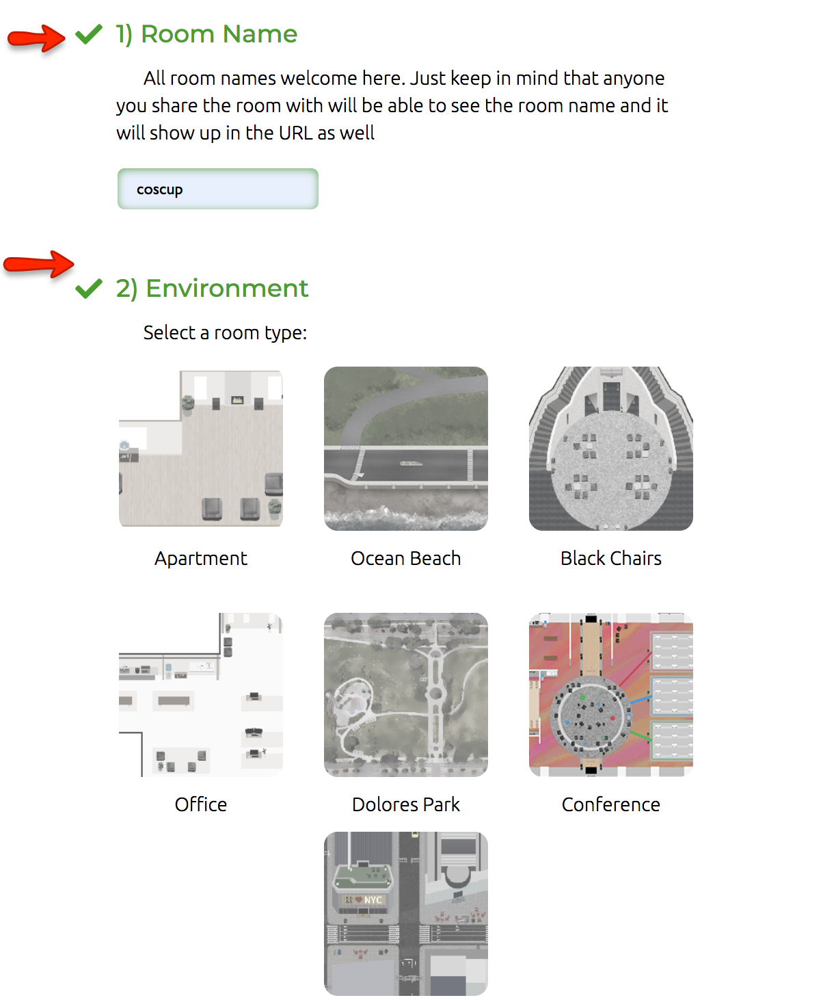 1) Room Name
All room names welcome here. Just keep in mind that anyone
you share the room with will be able to see the room name and it
will show up in the URL as well
coscup
2) Environment
Select a room type:
Apartment
Ocean Beach
Black Chairs
Office
Dolores Park
Conference
NYC